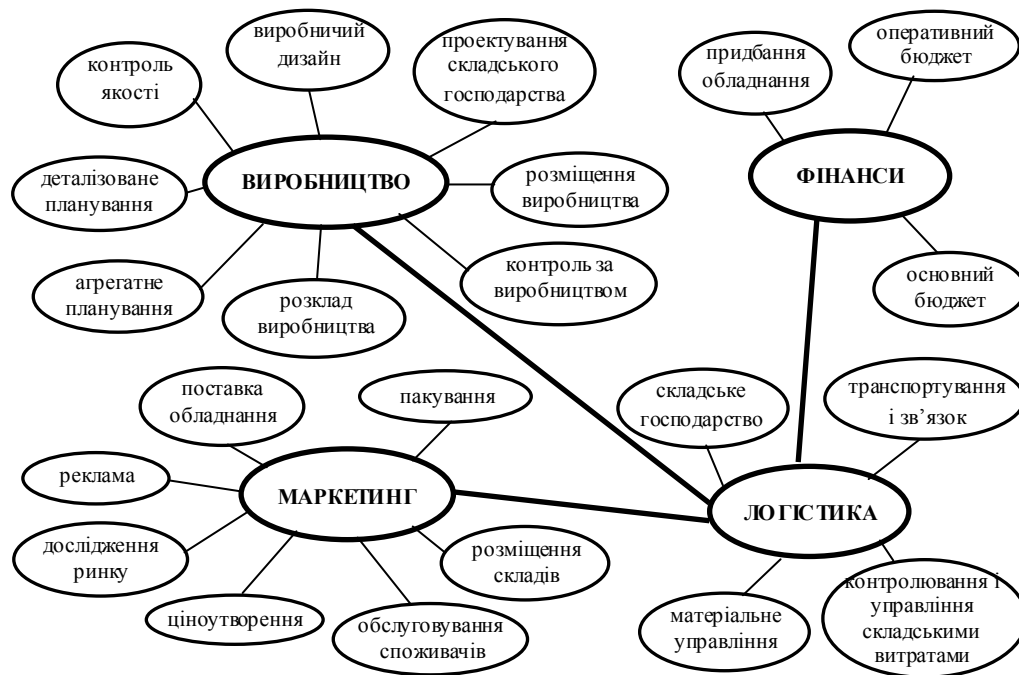 виробничий
дизайн
проектування
складського
господарства
контроль
якості
ВИРОБНИЦТВО
деталізоване
планування
розміщення
виробництва
агрегатне
планування
розклад
виробництва
контроль за
виробництвом
придбання
обладнання
оперативний
бюджет
ФІНАНСИ
основний
бюджет
поставка
обладнання
пакування
реклама
МАРКЕТИНГ
дослідження
ринку
ціноутворення
обслуговування
споживачів
розміщення
складів
складське
господарство
транспортування
і зв’язок
ЛОГІСТИКА
матеріальне
управління
контролювання і
управління
складськими
витратами